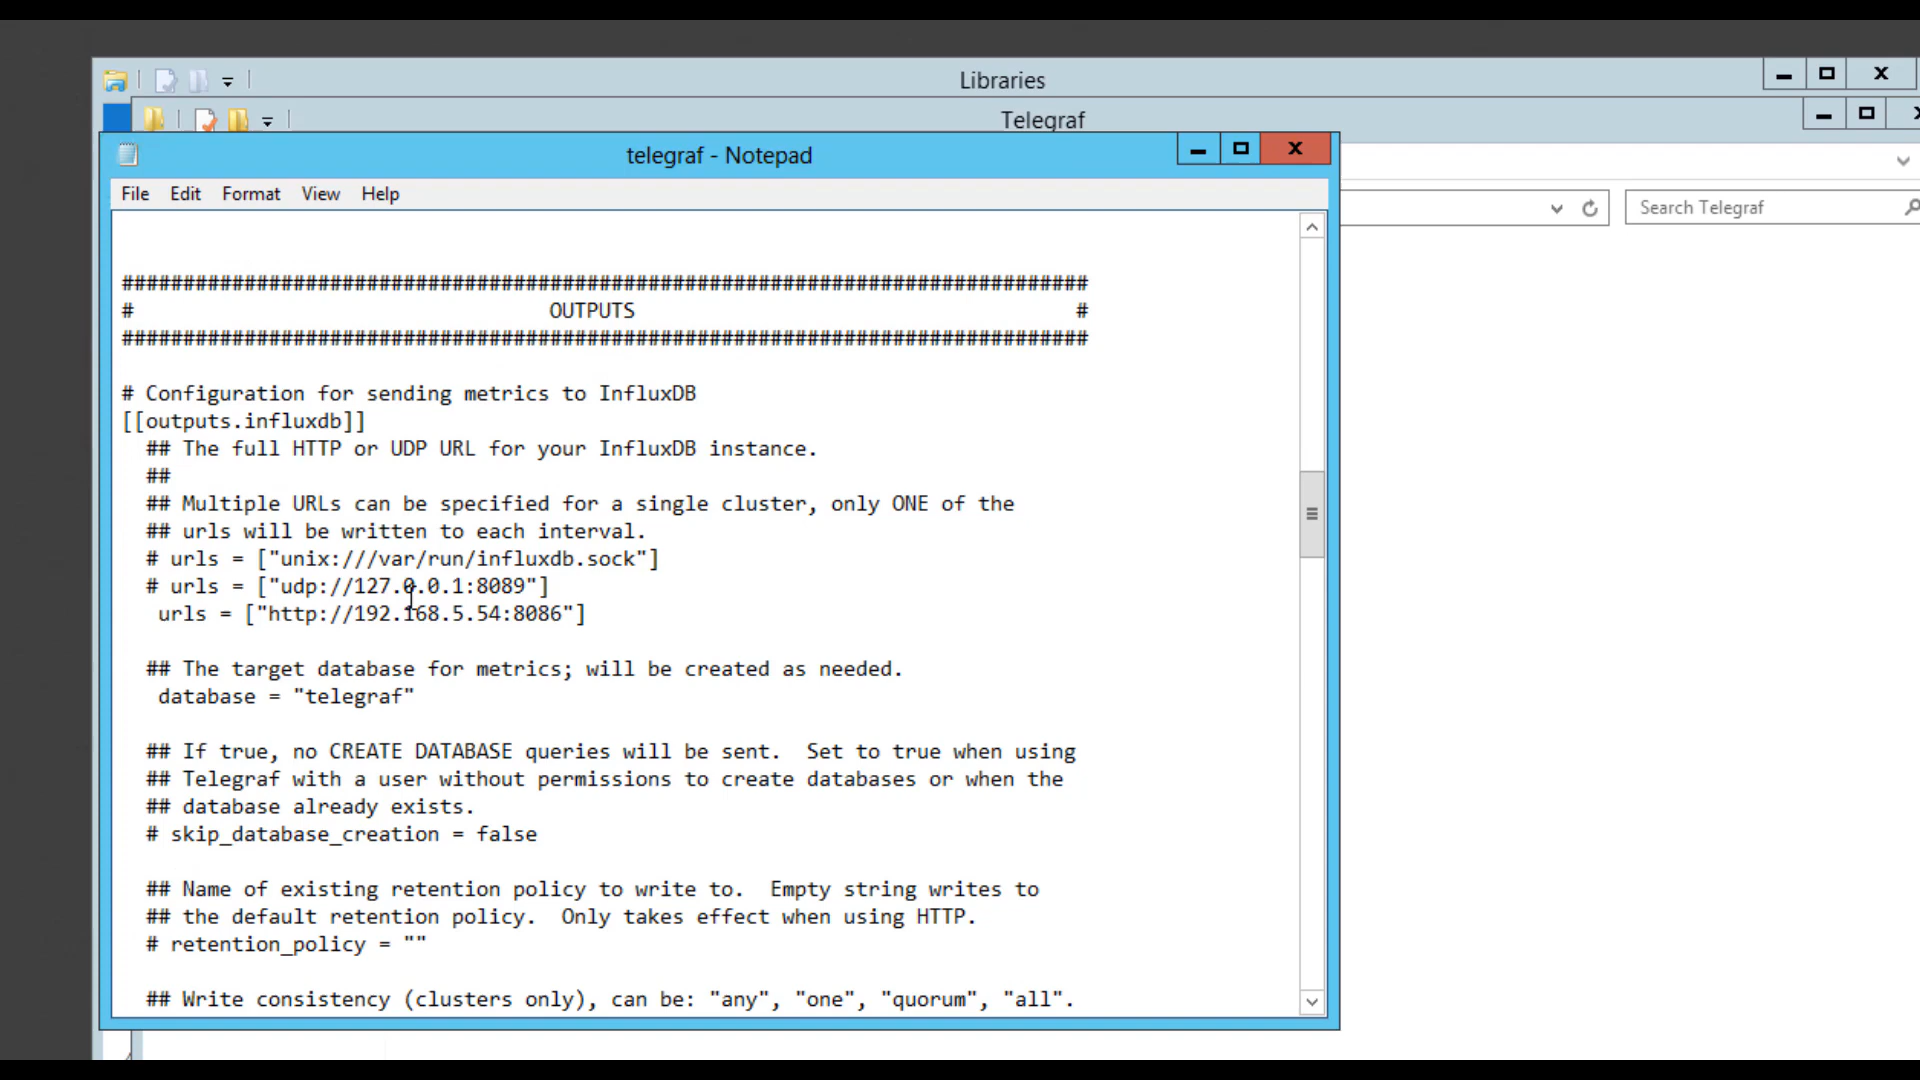 Libraries
Telegraf
telegraf - Notepad
File Edit Format View Help
Search Telegraf
###############################################################################
# OUTPUTS #
###############################################################################
# Configuration for sending metrics to InfluxDB
[[outputs.influxdb]]
## The full HTTP or UDP URL for your InfluxDB instance.
##
## Multiple URLs can be specified for a single cluster, only ONE of the
## urls will be written to each interval.
# urls = ["unix:///var/run/influxdb.sock"]
# urls = ["udp://127.0.0.1:8089"]
urls = ["http://192.168.5.54:8086"]
## The target database for metrics; will be created as needed.
database = "telegraf"
## If true, no CREATE DATABASE queries will be sent.  Set to true when using
## Telegraf with a user without permissions to create databases or when the
## database already exists.
# skip_database_creation = false
## Name of existing retention policy to write to.  Empty string writes to
## the default retention policy.  Only takes effect when using HTTP.
# retention_policy = ""
## Write consistency (clusters only), can be: "any", "one", "quorum", "all".